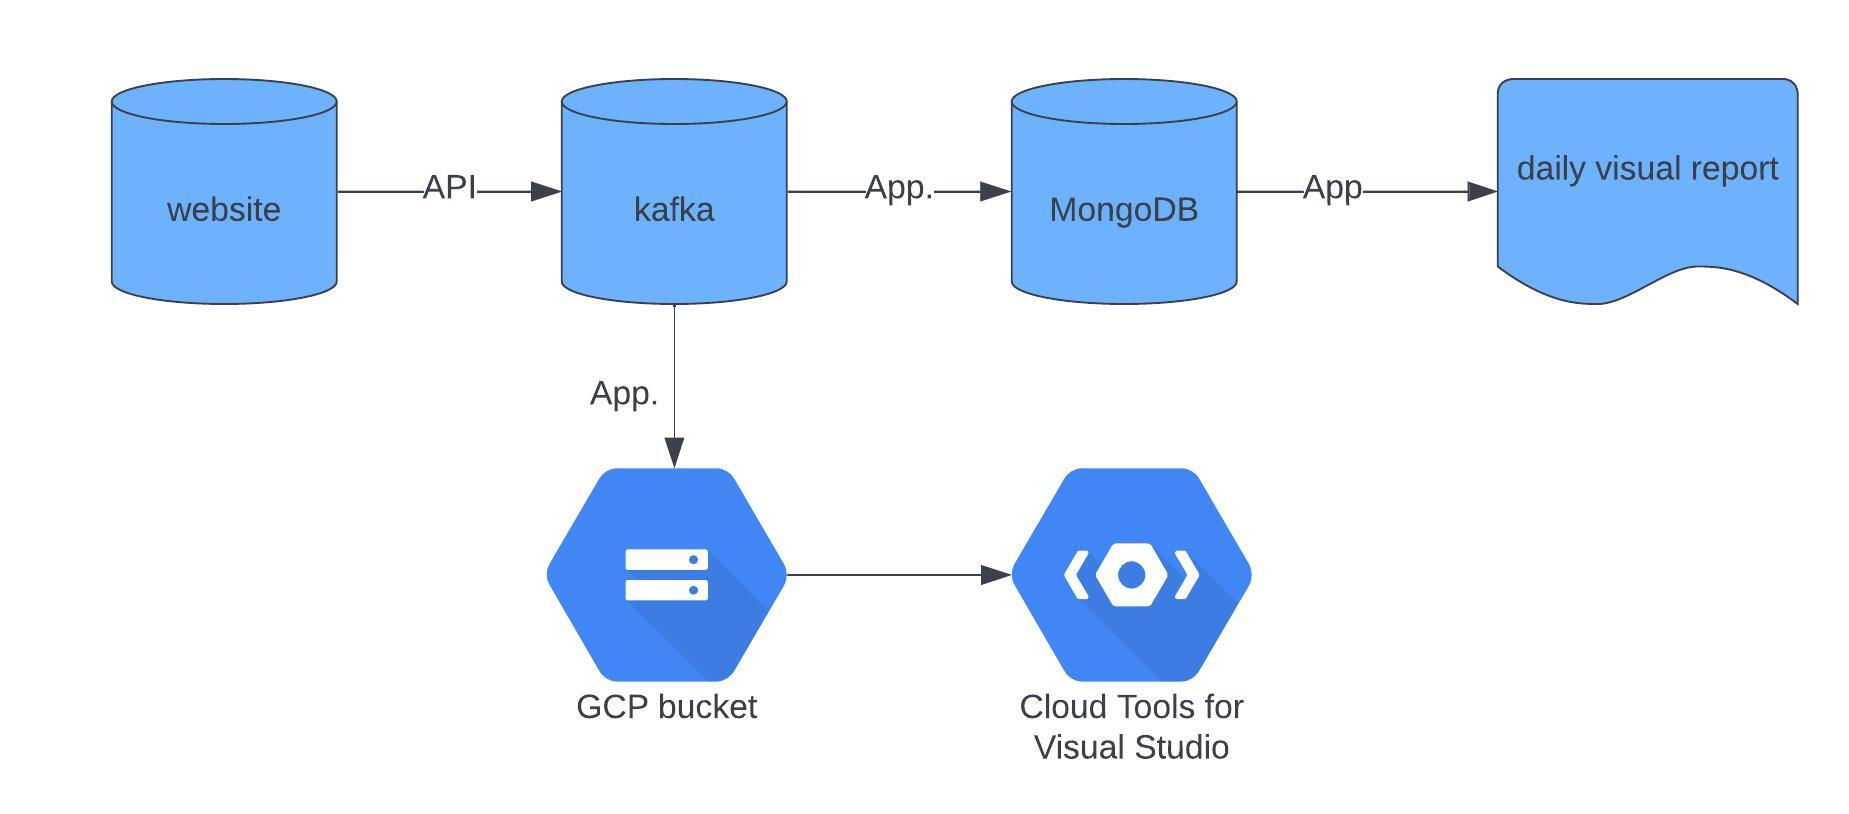 website
API
kafka
App.
MongoDB
App
daily visual report
App.
GCP bucket
Cloud Tools for
Visual Studio